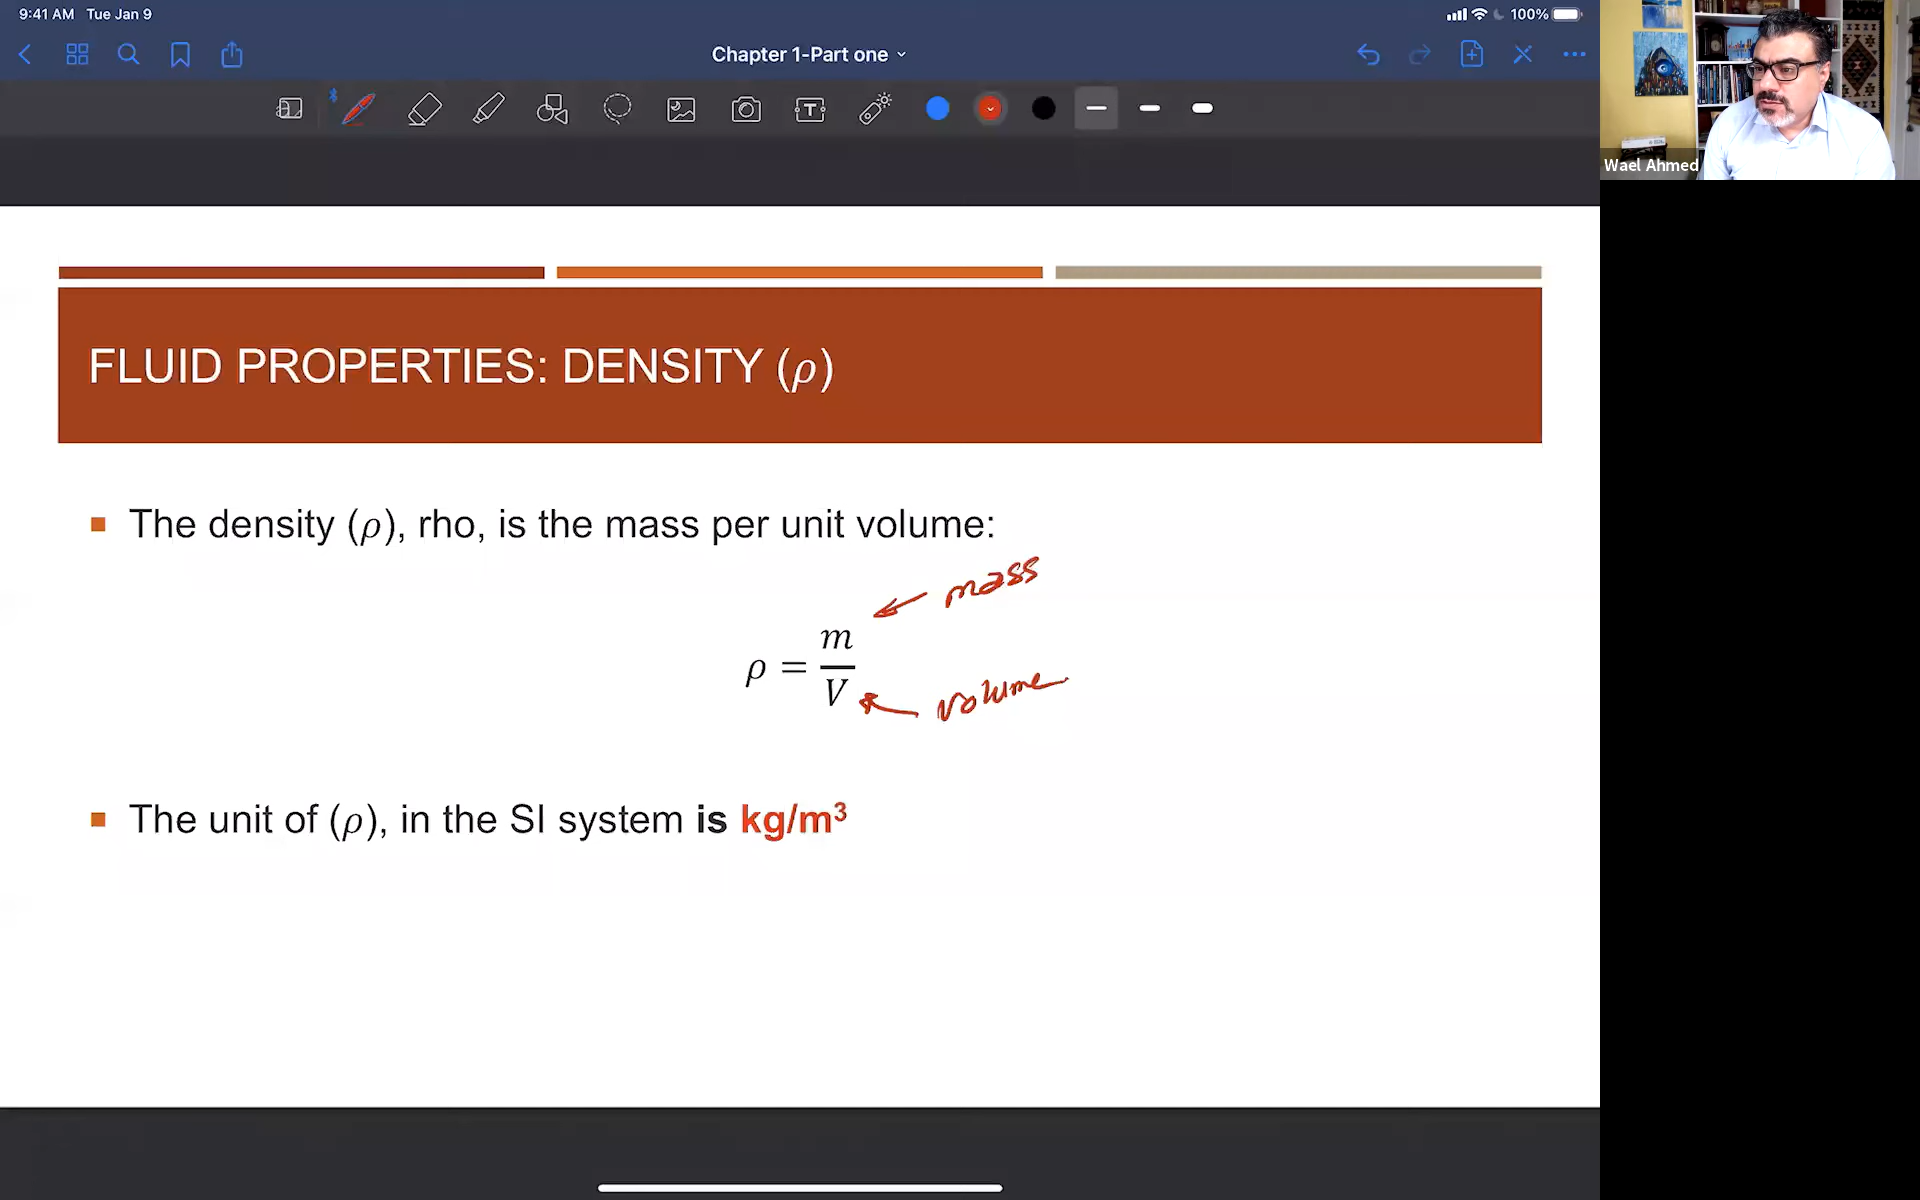 9:41 AM Tue Jan 9
100%
Chapter 1-Part one
Wael Ahmed
FLUID PROPERTIES: DENSITY (ρ)
The density (ρ), rho, is the mass per unit volume:
mass
ρ = m/V
volume
The unit of (ρ), in the SI system is kg/m³